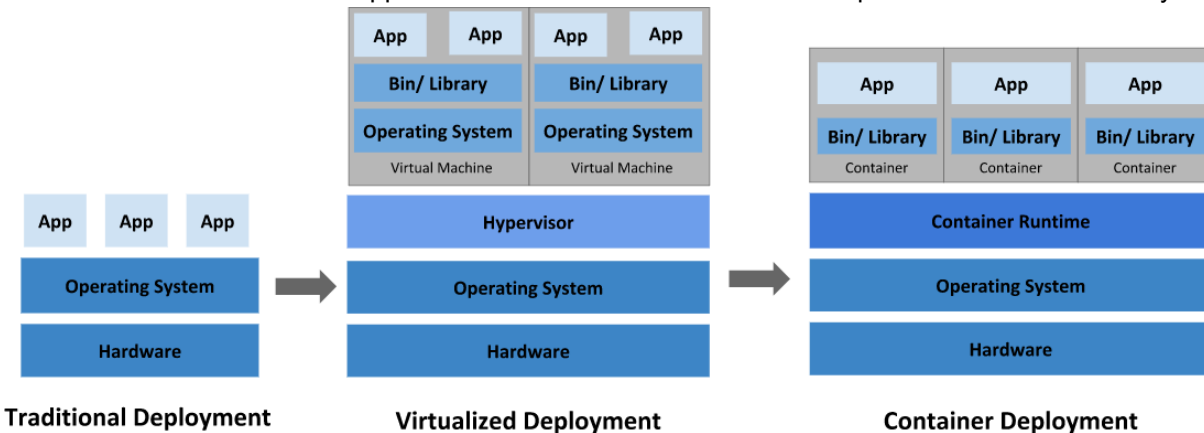 App App App
Operating System
Hardware
Traditional Deployment
App App App App
Bin/ Library Bin/ Library
Operating System Operating System
Virtual Machine Virtual Machine
Hypervisor
Operating System
Hardware
Virtualized Deployment
App App App
Bin/ Library Bin/ Library Bin/ Library
Container Container Container
Container Runtime
Operating System
Hardware
Container Deployment